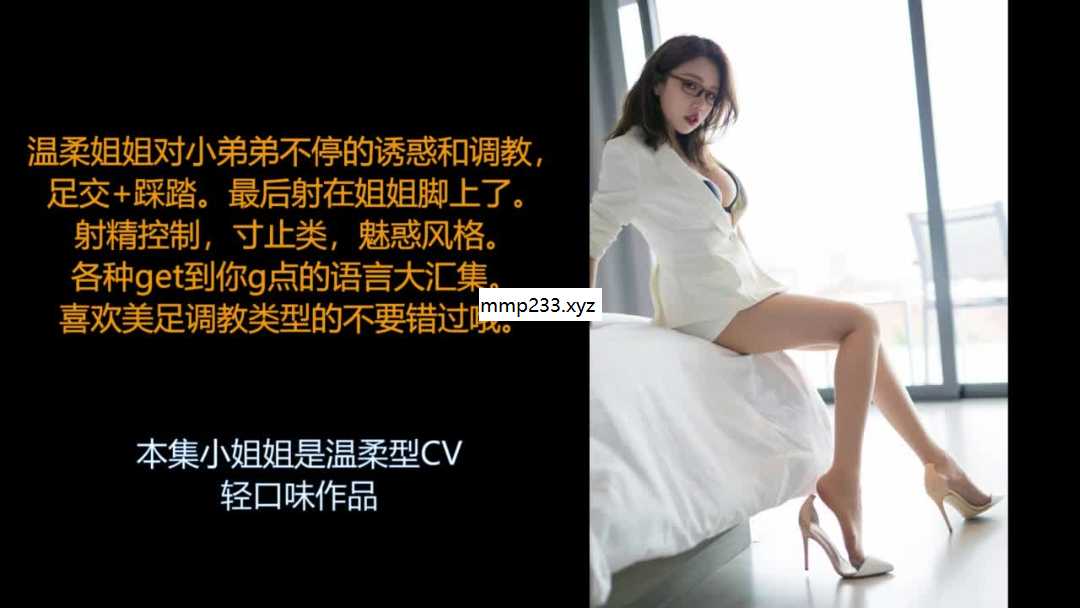 温柔姐姐对小弟弟不停的诱惑和调教，
足交+踩踏。最后射在姐姐脚上了。
射精控制，寸止类，魅惑风格。
各种get到你g点的语言大汇集。
mmp233.xyz
喜欢美足调教类型的不要错过哦。
本集小姐姐是温柔型CV
轻口味作品